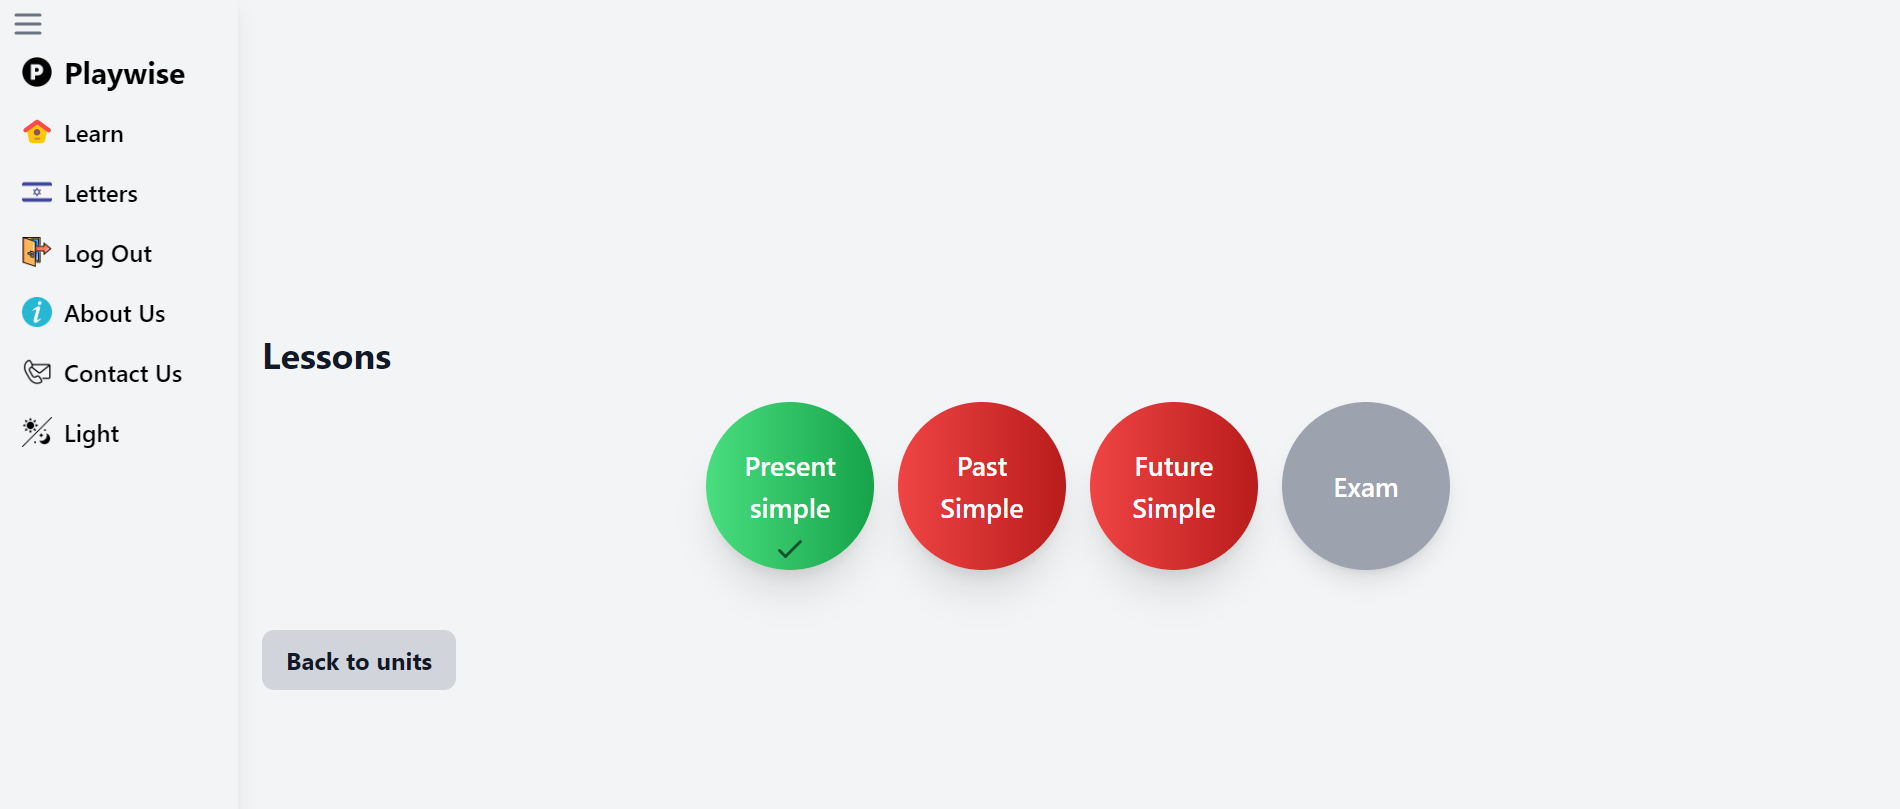 Playwise
Learn
Letters
Log Out
About Us
Contact Us
Light
Lessons
Present
simple
Past
Simple
Future
Simple
Exam
Back to units